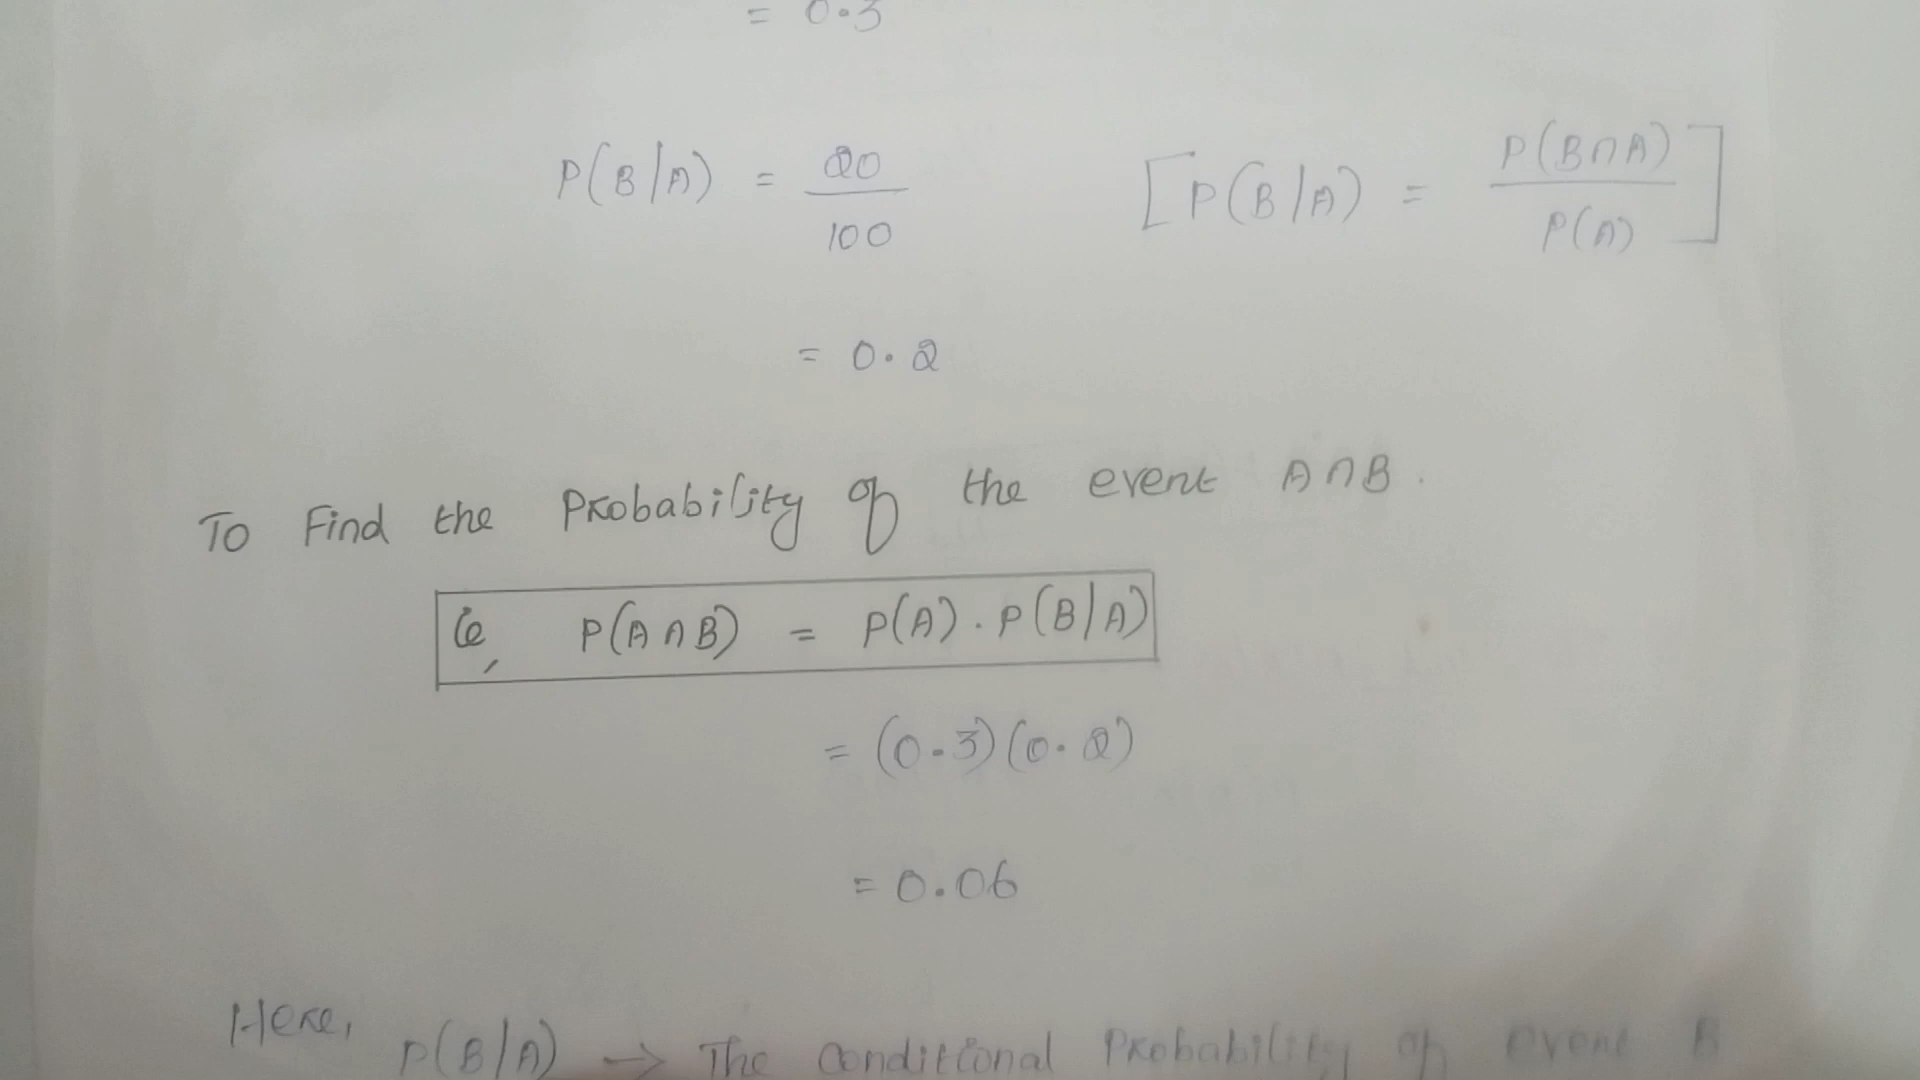 = 0.3
P(B|A) = 20/100 [P(B|A) = P(B∩A)/P(A)]
= 0.2
To Find the Probability of the event A∩B.
ie, P(A∩B) = P(A).P(B|A)
= (0.3)(0.2)
= 0.06
Here, P(B|A) → The Conditional Probability of event B